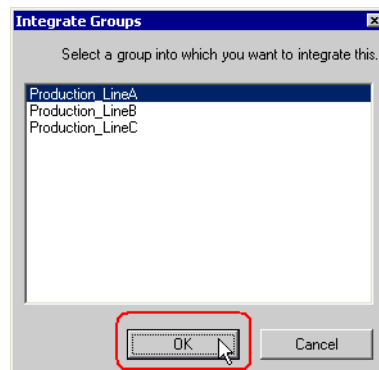 Integrate Groups
Select a group into which you want to integrate this.
Production_LineA
Production_LineB
Production_LineC
OK
Cancel